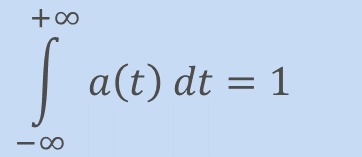 +∞
∫ a(t) dt = 1
−∞